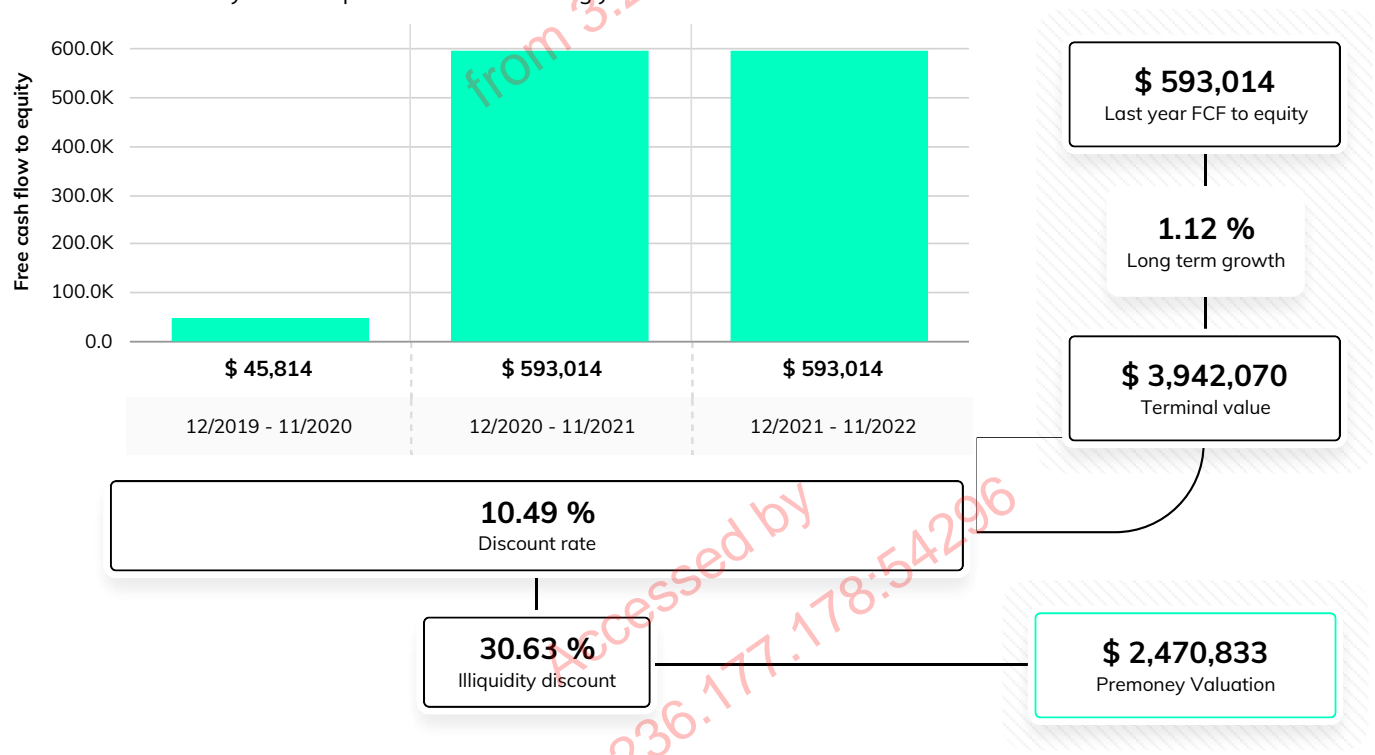 600.0K
500.0K
400.0K
300.0K
200.0K
100.0K
0.0
Free cash flow to equity
$ 45,814
$ 593,014
$ 593,014
12/2019 - 11/2020
12/2020 - 11/2021
12/2021 - 11/2022
$ 593,014
Last year FCF to equity
1.12 %
Long term growth
$ 3,942,070
Terminal value
10.49 %
Discount rate
30.63 %
Illiquidity discount
$ 2,470,833
Premoney Valuation
Accessed by
from 3.2
236.177.178:54296